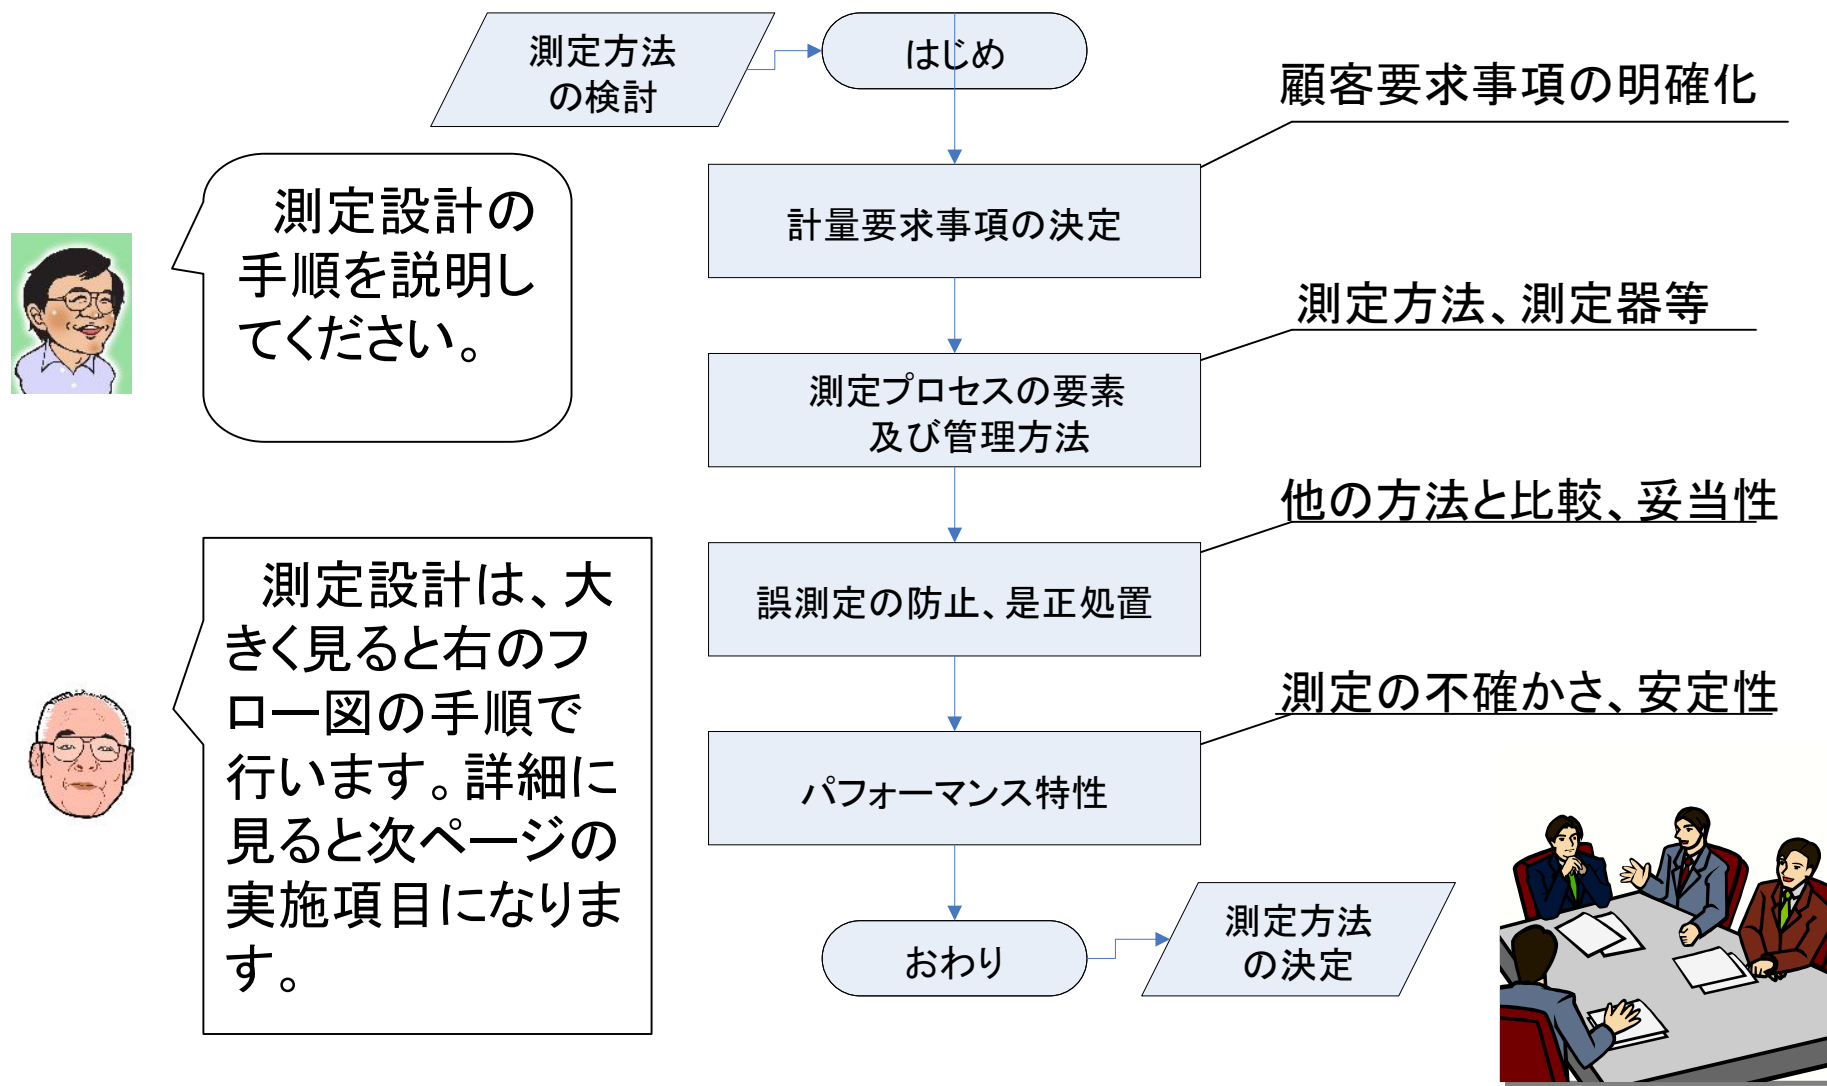 測定方法
の検討
はじめ
顧客要求事項の明確化
測定設計の
手順を説明し
てください。
計量要求事項の決定
測定方法、測定器等
測定プロセスの要素
及び管理方法
他の方法と比較、妥当性
誤測定の防止、是正処置
測定設計は、大
きく見ると右のフ
ロー図の手順で
行います。詳細に
見ると次ページの
実施項目になりま
す。
測定の不確かさ、安定性
パフォーマンス特性
おわり
測定方法
の決定